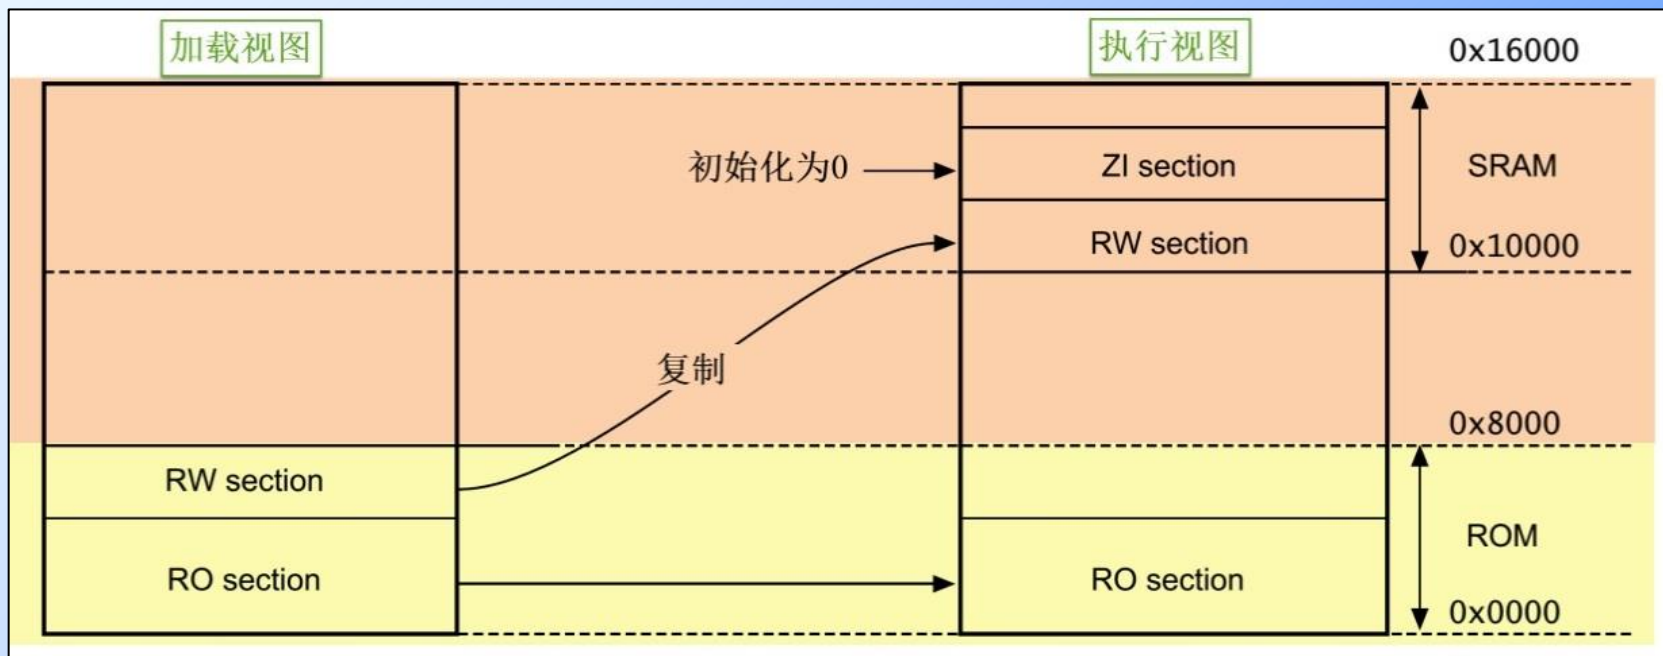 加载视图
执行视图
0x16000
初始化为0
ZI section
SRAM
RW section
0x10000
复制
0x8000
RW section
ROM
RO section
RO section
0x0000